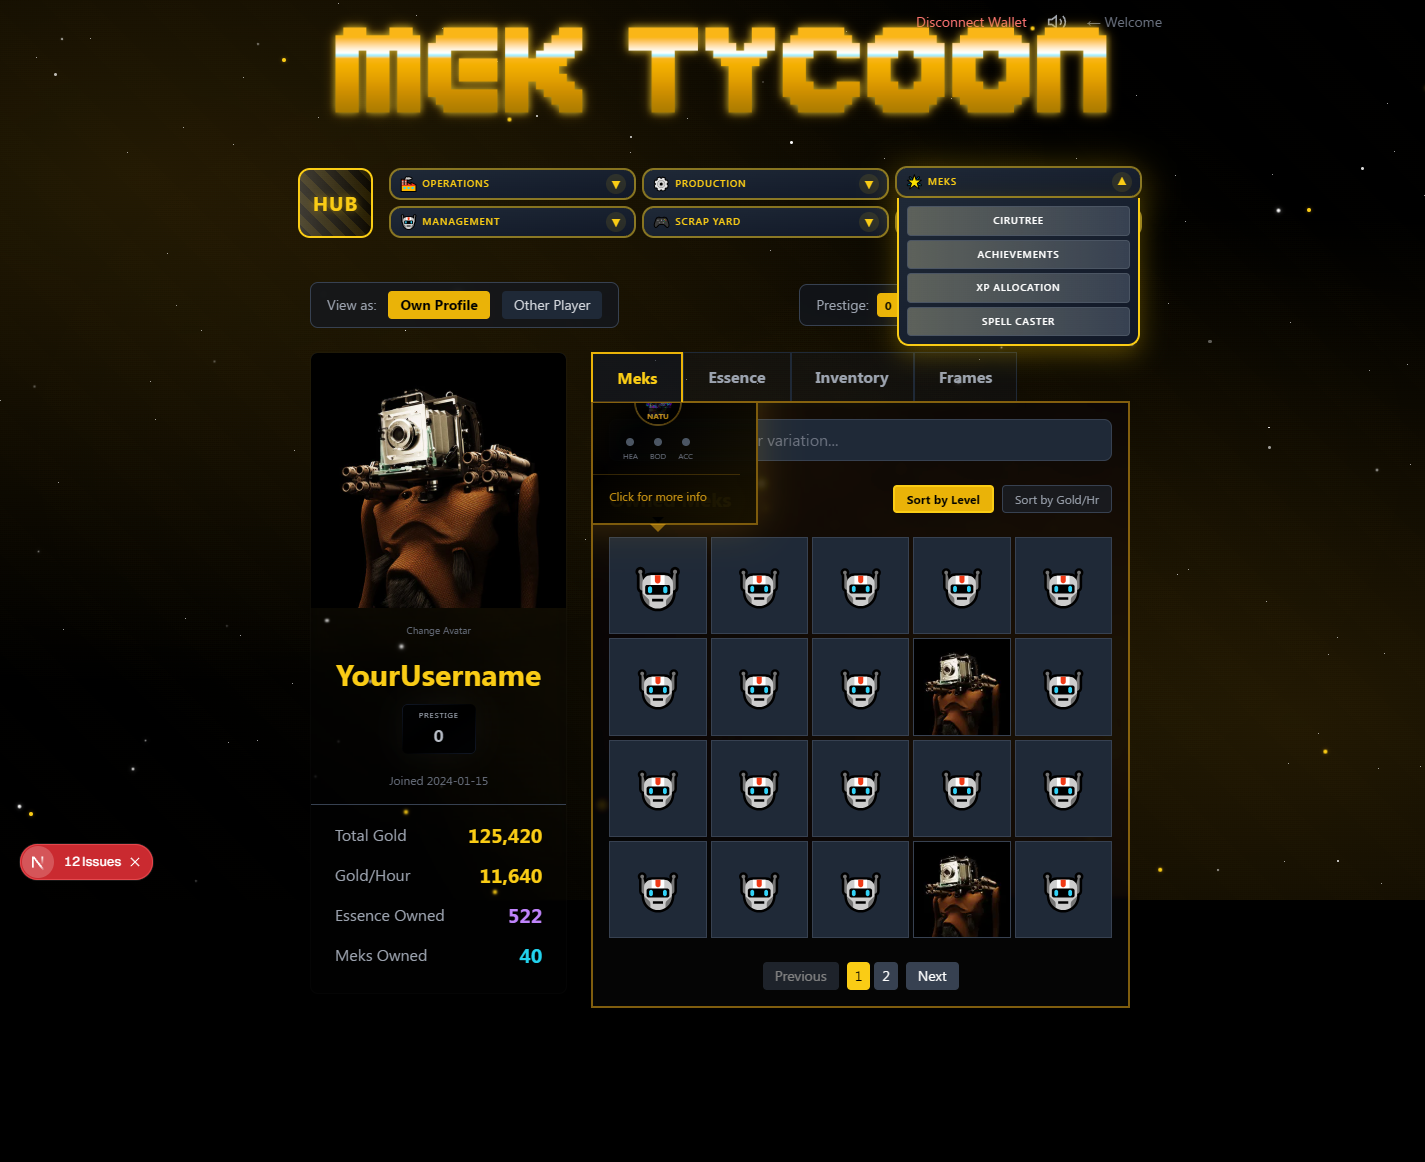 Disconnect Wallet
← Welcome
MEK TYCOON
HUB
OPERATIONS
PRODUCTION
MEKS
MANAGEMENT
SCRAP YARD
CIRUTREE
ACHIEVEMENTS
XP ALLOCATION
SPELL CASTER
View as:
Own Profile
Other Player
Prestige:
0
Meks
Essence
Inventory
Frames
NATU
r variation...
HEA
BOD
ACC
Click for more info
Sort by Level
Sort by Gold/Hr
Change Avatar
YourUsername
PRESTIGE
0
Joined 2024-01-15
Total Gold
125,420
Gold/Hour
11,640
Essence Owned
522
Meks Owned
40
N
12 Issues
Previous
1
2
Next